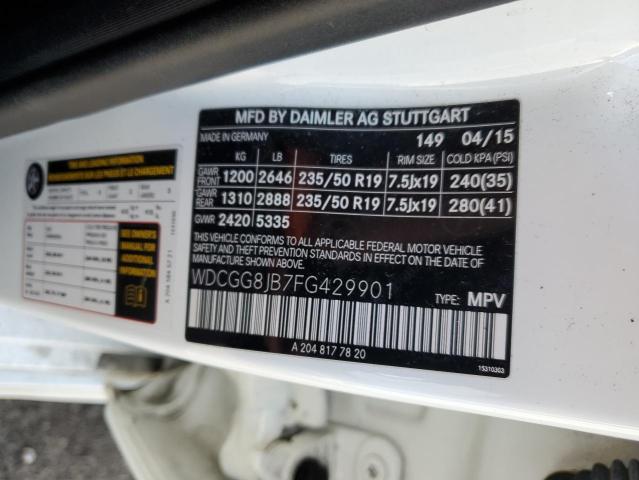 MFD BY DAIMLER AG STUTTGART
MADE IN GERMANY 149 04/15
KG LB TIRES RIM SIZE COLD KPA (PSI)
GAWR FRONT 1200 2646 235/50 R19 7.5Jx19 240(35)
GAWR REAR 1310 2888 235/50 R19 7.5Jx19 280(41)
GVWR 2420 5335
THIS VEHICLE CONFORMS TO ALL APPLICABLE FEDERAL MOTOR VEHICLE
SAFETY AND THEFT PREVENTION STANDARDS IN EFFECT ON THE DATE OF
MANUFACTURE SHOWN ABOVE.
WDCGG8JB7FG429901
TYPE: MPV
A 204 817 78 20
15310303
TIRE AND LOADING INFORMATION
SEE OWNER'S
MANUAL FOR
ADDITIONAL
INFORMATION